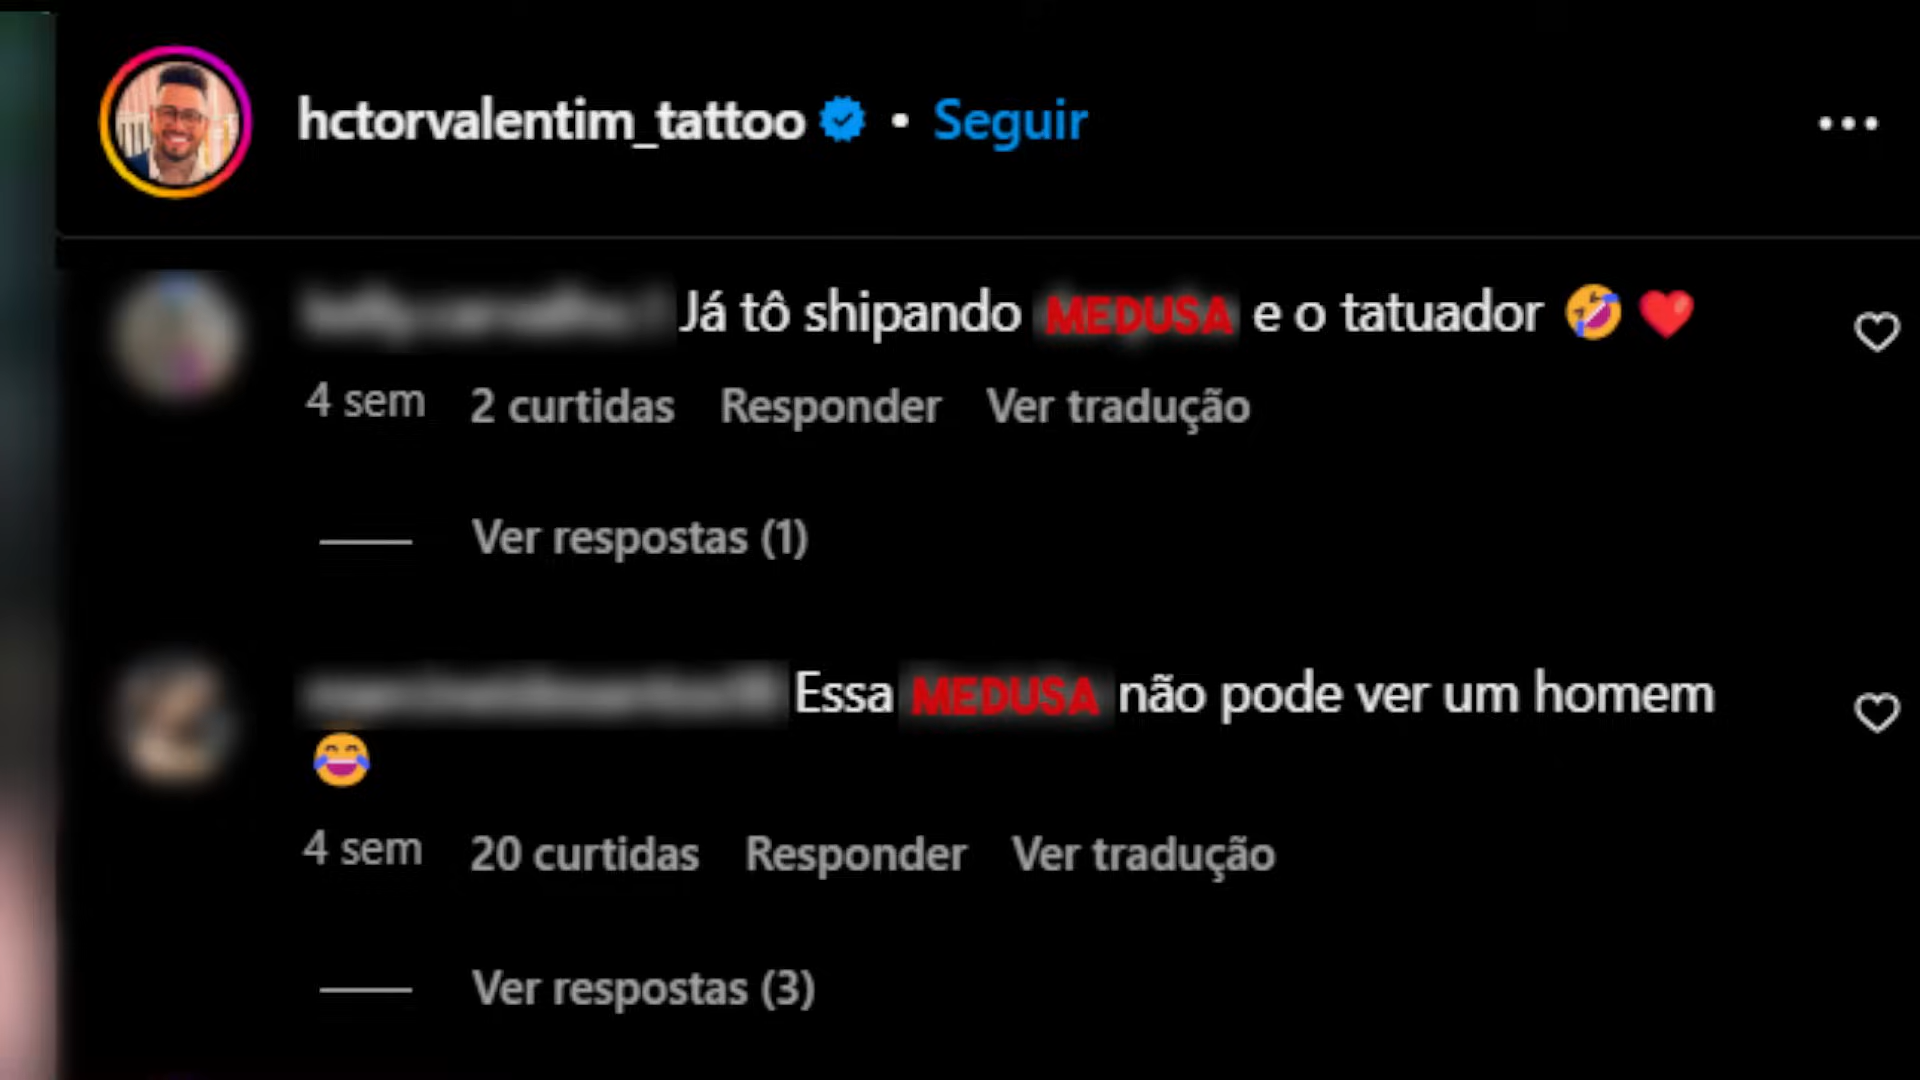 hctorvalentim_tattoo • Seguir
Já tô shipando MEDUSA e o tatuador 🤣 ❤️
4 sem 2 curtidas Responder Ver tradução
Ver respostas (1)
Essa MEDUSA não pode ver um homem
😂
4 sem 20 curtidas Responder Ver tradução
Ver respostas (3)